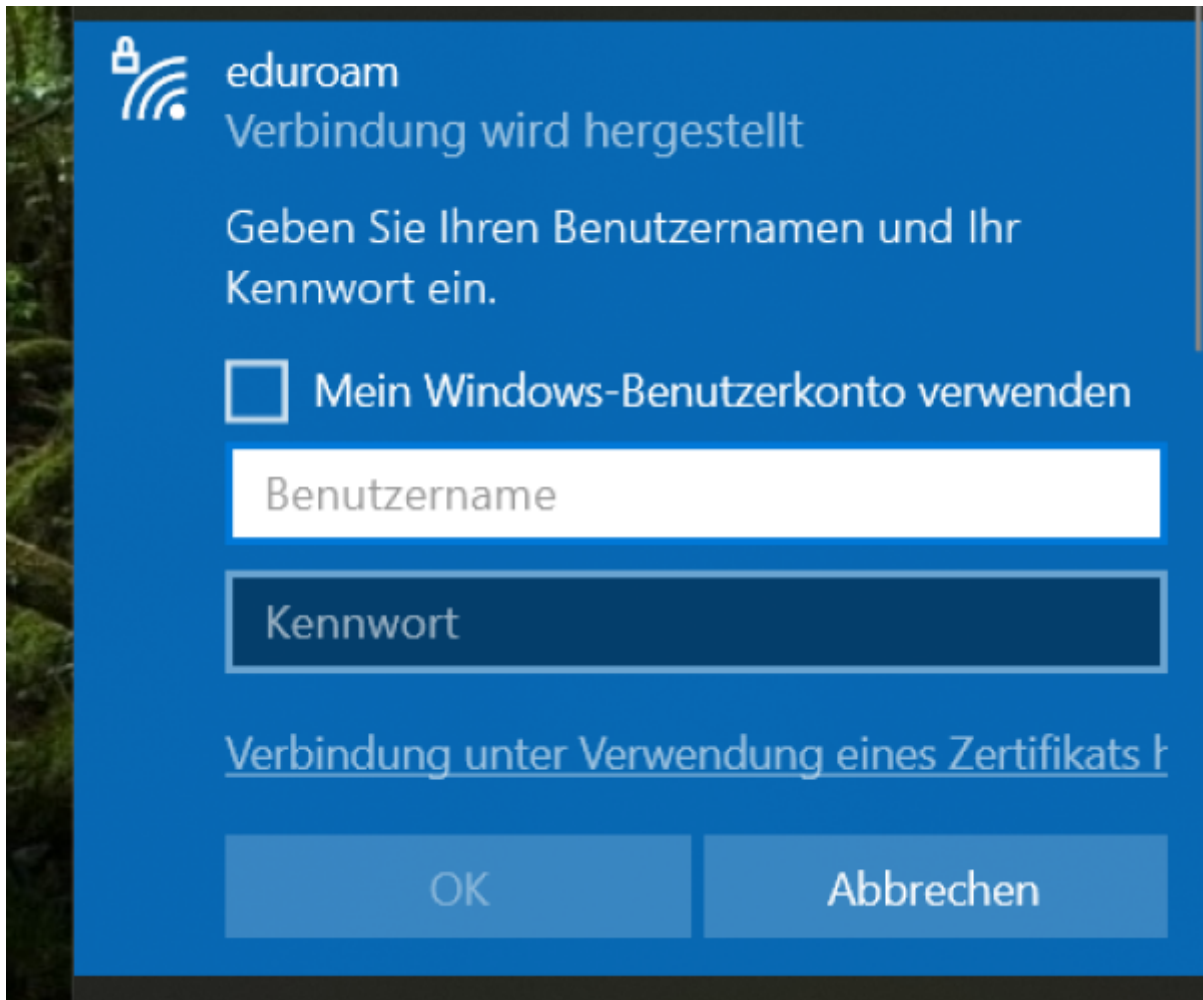 eduroam
Verbindung wird hergestellt
Geben Sie Ihren Benutzernamen und Ihr
Kennwort ein.
Mein Windows-Benutzerkonto verwenden
Benutzername
Kennwort
Verbindung unter Verwendung eines Zertifikats
OK
Abbrechen